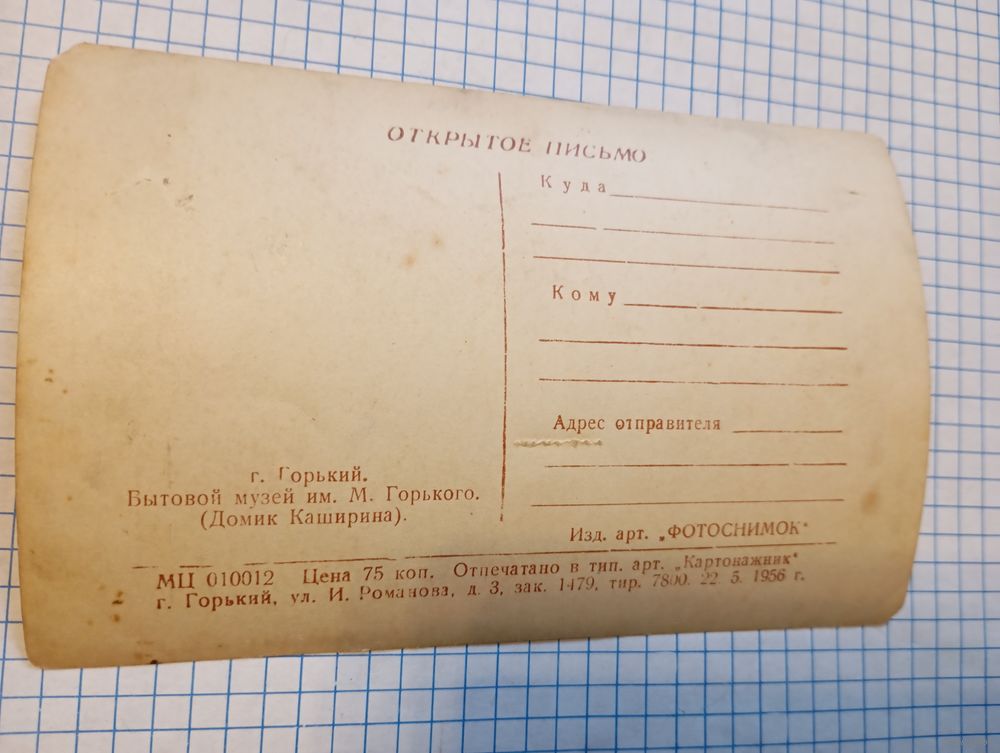 ОТКРЫТОЕ ПИСЬМО
Куда
Кому
Адрес отправителя
г. Горький.
Бытовой музей им. М. Горького.
(Домик Каширина).
Изд. арт. „ФОТОСНИМОК“
МЦ 010012 Цена 75 коп. Отпечатано в тип. арт. „Картонажник“
г. Горький, ул. И. Романова, д. 3, зак. 1479, тир. 7800. 22 5. 1956 г.